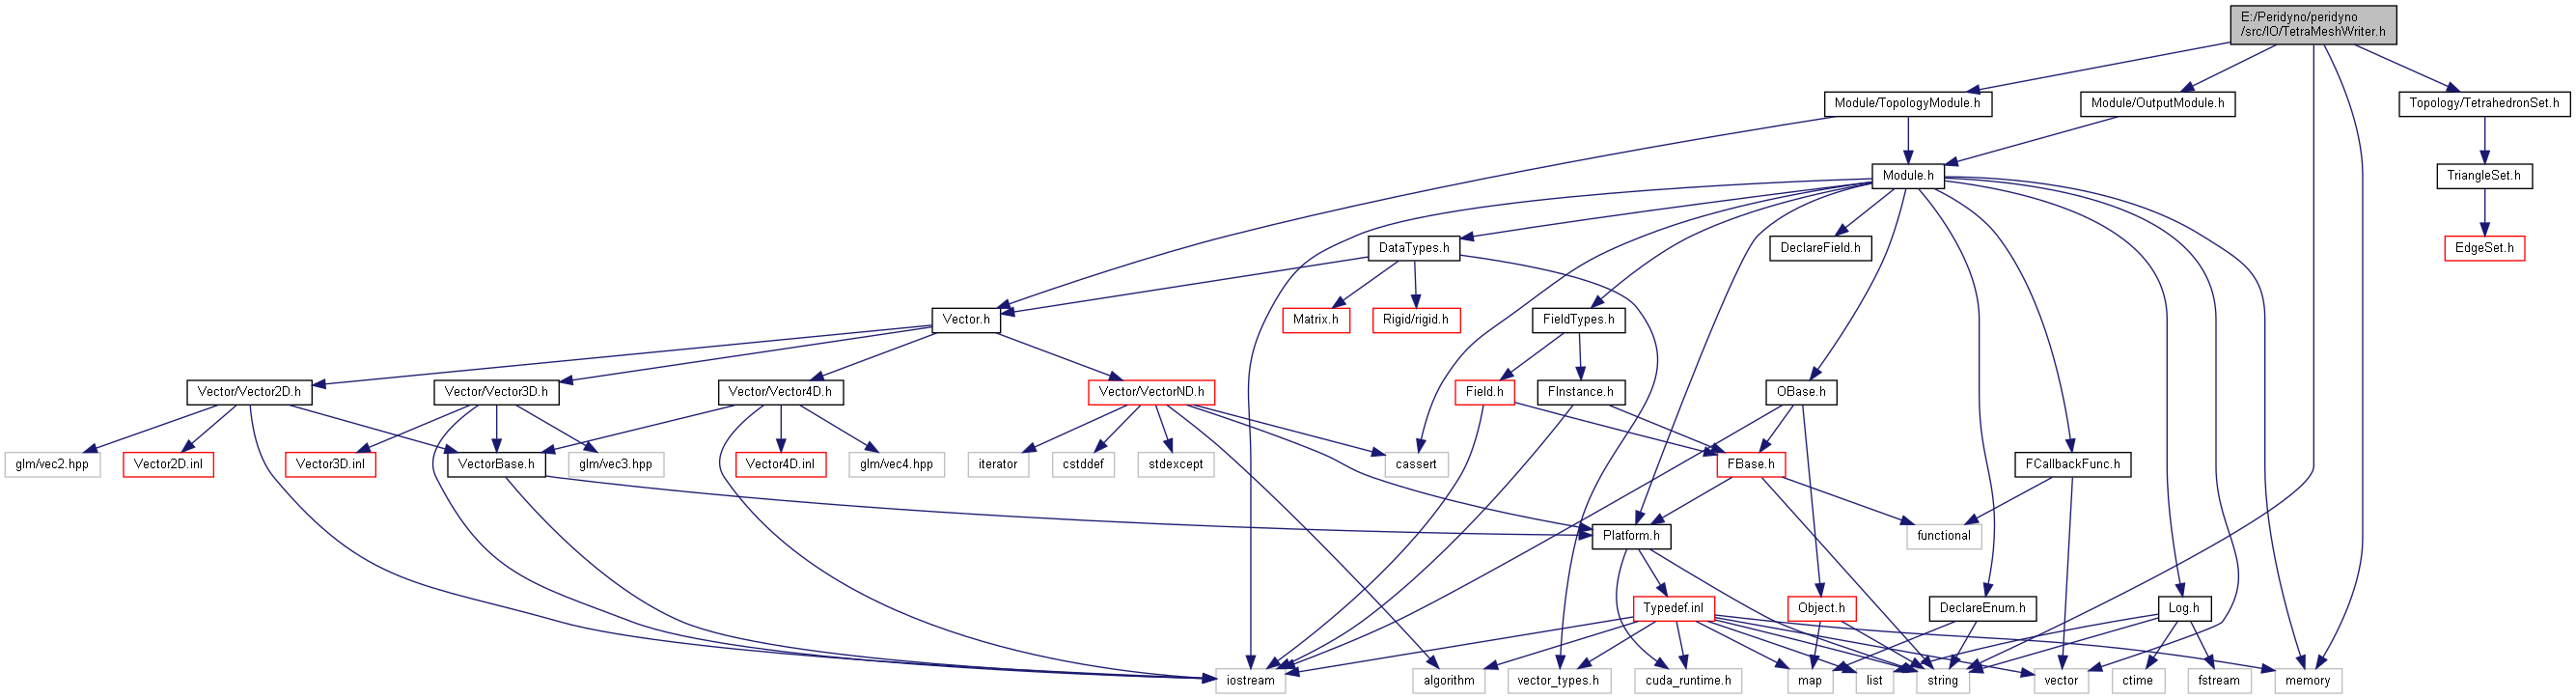 E:/Peridyno/peridyno
/src/IO/TetraMeshWriter.h
Module/TopologyModule.h
Module/OutputModule.h
Topology/TetrahedronSet.h
Module.h
TriangleSet.h
DataTypes.h
DeclareField.h
EdgeSet.h
Vector.h
Matrix.h
Rigid/rigid.h
FieldTypes.h
Vector/Vector2D.h
Vector/Vector3D.h
Vector/Vector4D.h
Vector/VectorND.h
Field.h
FInstance.h
OBase.h
glm/vec2.hpp
Vector2D.inl
Vector3D.inl
VectorBase.h
glm/vec3.hpp
Vector4D.inl
glm/vec4.hpp
iterator
cstddef
stdexcept
cassert
FBase.h
FCallbackFunc.h
Platform.h
functional
Typedef.inl
Object.h
DeclareEnum.h
Log.h
iostream
algorithm
vector_types.h
cuda_runtime.h
map
list
string
vector
ctime
fstream
memory